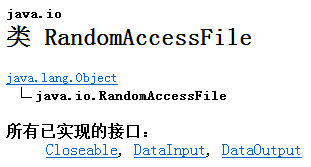 java.io
类 RandomAccessFile
java.lang.Object
java.io.RandomAccessFile
所有已实现的接口：
Closeable, DataInput, DataOutput